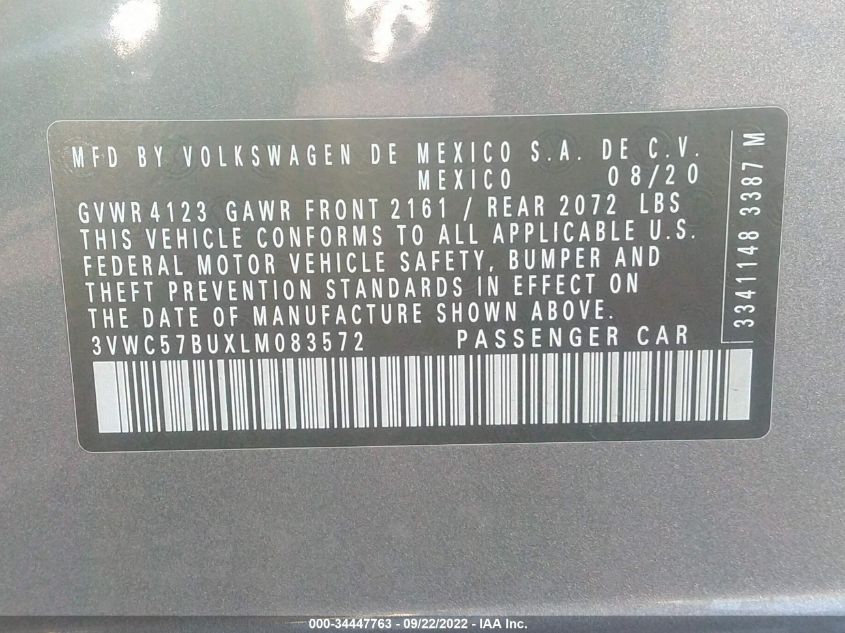 MFD BY VOLKSWAGEN DE MEXICO S.A. DE C.V.
MEXICO 08/20
GVWR 4123 GAWR FRONT 2161 / REAR 2072 LBS
THIS VEHICLE CONFORMS TO ALL APPLICABLE U.S.
FEDERAL MOTOR VEHICLE SAFETY, BUMPER AND
THEFT PREVENTION STANDARDS IN EFFECT ON
THE DATE OF MANUFACTURE SHOWN ABOVE.
3VWC57BUXLM083572 PASSENGER CAR
3341148 3387 M
000-34447763 - 09/22/2022 - IAA Inc.